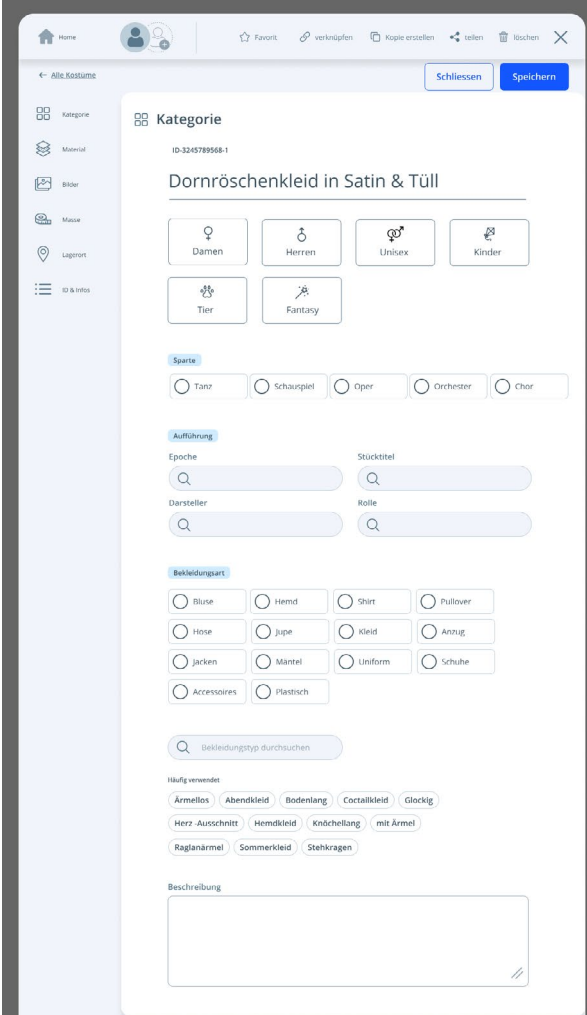 Home
Favorit
verknüpfen
Kopie erstellen
teilen
löschen
<- Alle Kostüme
Schliessen
Speichern
Kategorie
Material
Bilder
Masse
Lagerort
ID & Infos
Kategorie
ID-3245789568-1
Dornröschenkleid in Satin & Tüll
Damen
Herren
Unisex
Kinder
Tier
Fantasy
Sparte
Tanz
Schauspiel
Oper
Orchester
Chor
Aufführung
Epoche
Stücktitel
Darsteller
Rolle
Bekleidungsart
Bluse
Hemd
Shirt
Pullover
Hose
Jupe
Kleid
Anzug
Jacken
Mäntel
Uniform
Schuhe
Accessoires
Plastisch
Bekleidungstyp durchsuchen
Häufig verwendet
Ärmellos
Abendkleid
Bodenlang
Coctailkleid
Glockig
Herz -Ausschnitt
Hemdkleid
Knöchellang
mit Ärmel
Raglanärmel
Sommerkleid
Stehkragen
Beschreibung